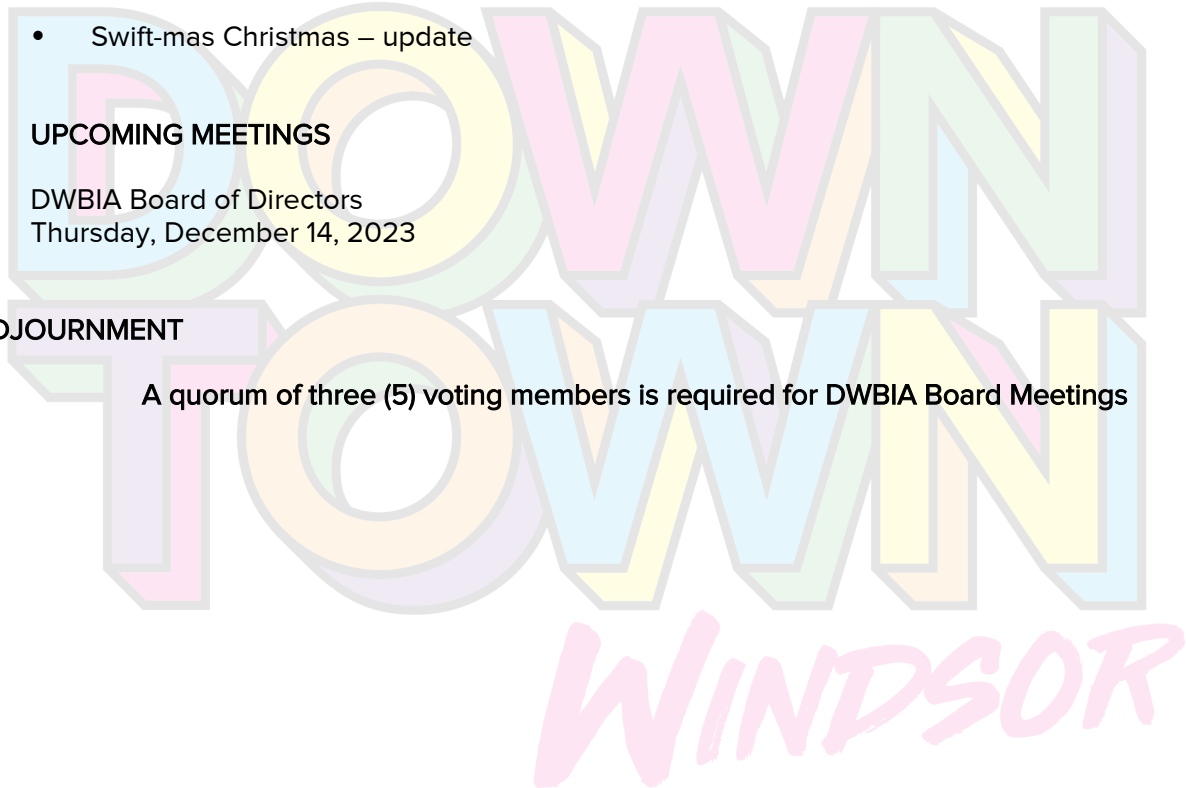 • Swift-mas Christmas – update
UPCOMING MEETINGS
DWBIA Board of Directors
Thursday, December 14, 2023
DJOURNMENT
A quorum of three (5) voting members is required for DWBIA Board Meetings
DOWN
TOWN
WINDSOR